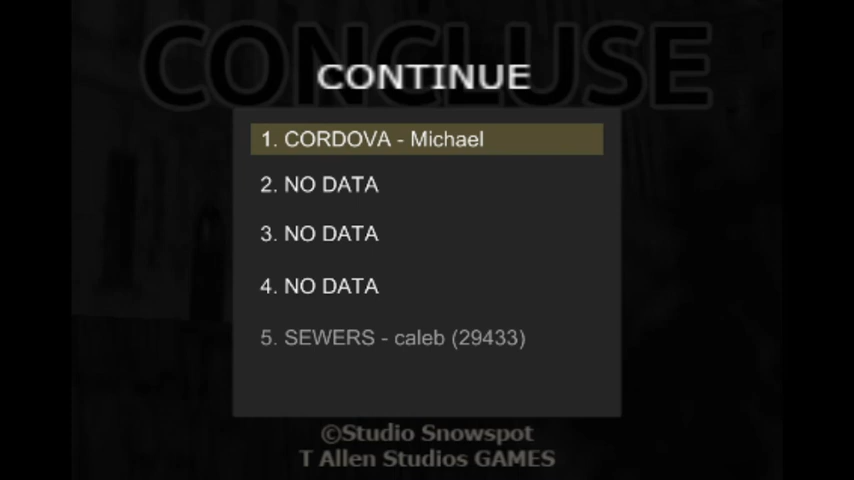 CONCLUSE
CONTINUE
1. CORDOVA - Michael
2. NO DATA
3. NO DATA
4. NO DATA
5. SEWERS - caleb (29433)
©Studio Snowspot
T Allen Studios GAMES